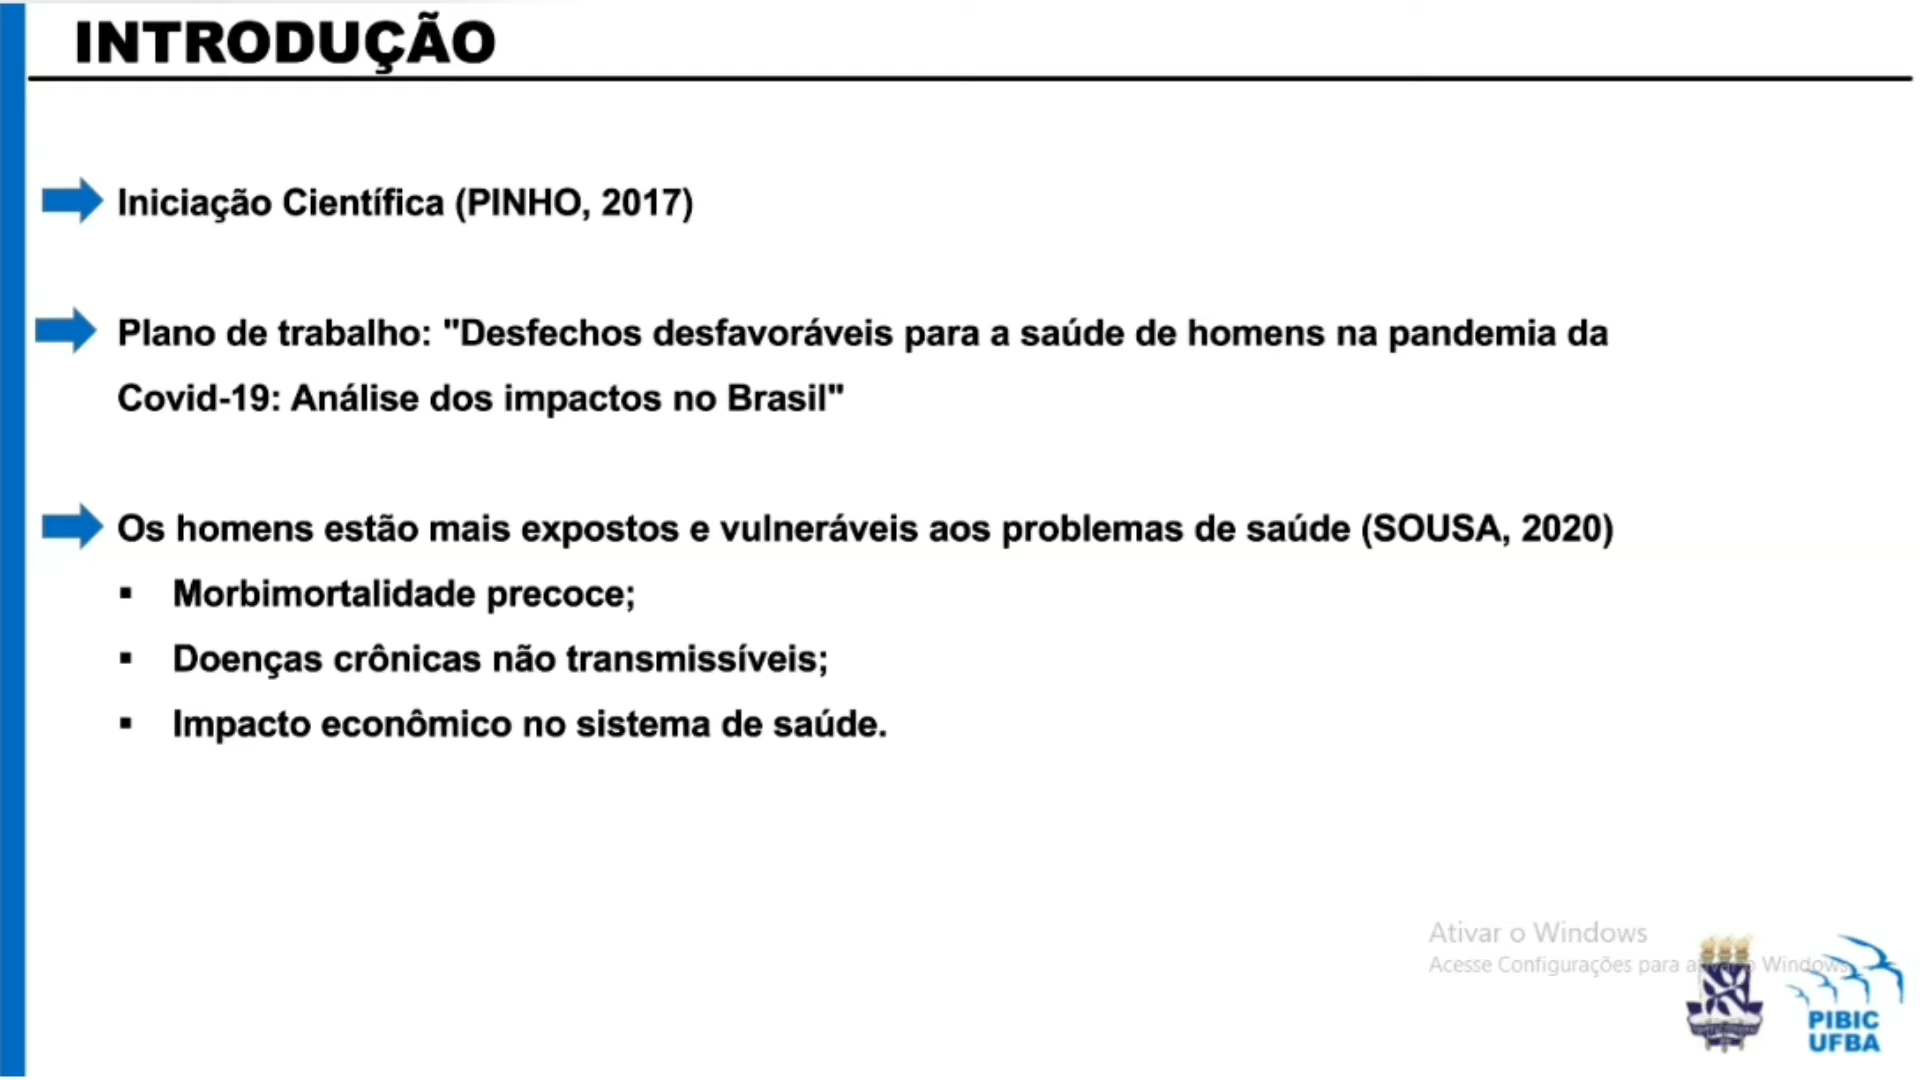 INTRODUÇÃO
Iniciação Científica (PINHO, 2017)
Plano de trabalho: "Desfechos desfavoráveis para a saúde de homens na pandemia da
Covid-19: Análise dos impactos no Brasil"
Os homens estão mais expostos e vulneráveis aos problemas de saúde (SOUSA, 2020)
▪ Morbimortalidade precoce;
▪ Doenças crônicas não transmissíveis;
▪ Impacto econômico no sistema de saúde.
Ativar o Windows
Acesse Configurações para ativar o Windows
PIBIC
UFBA